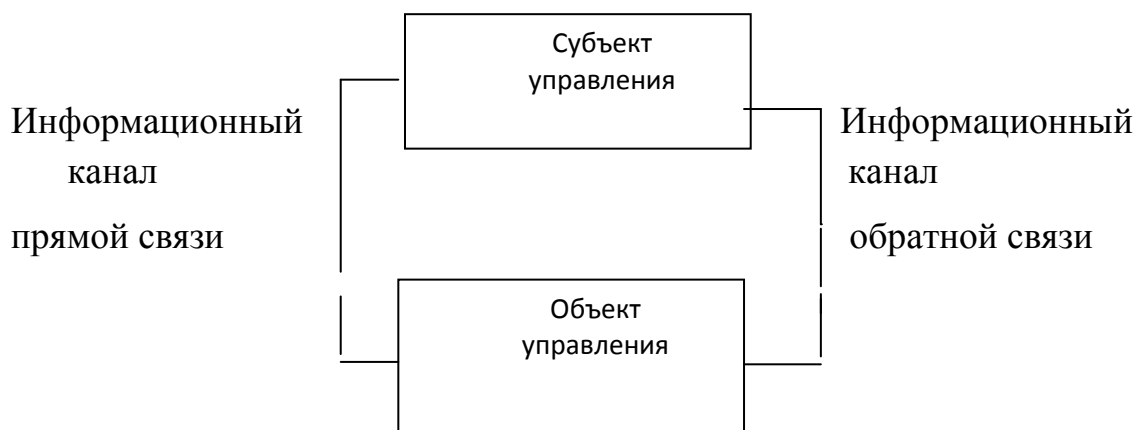 Субъект
управления
Информационный
канал
прямой связи
Информационный
канал
обратной связи
Объект
управления